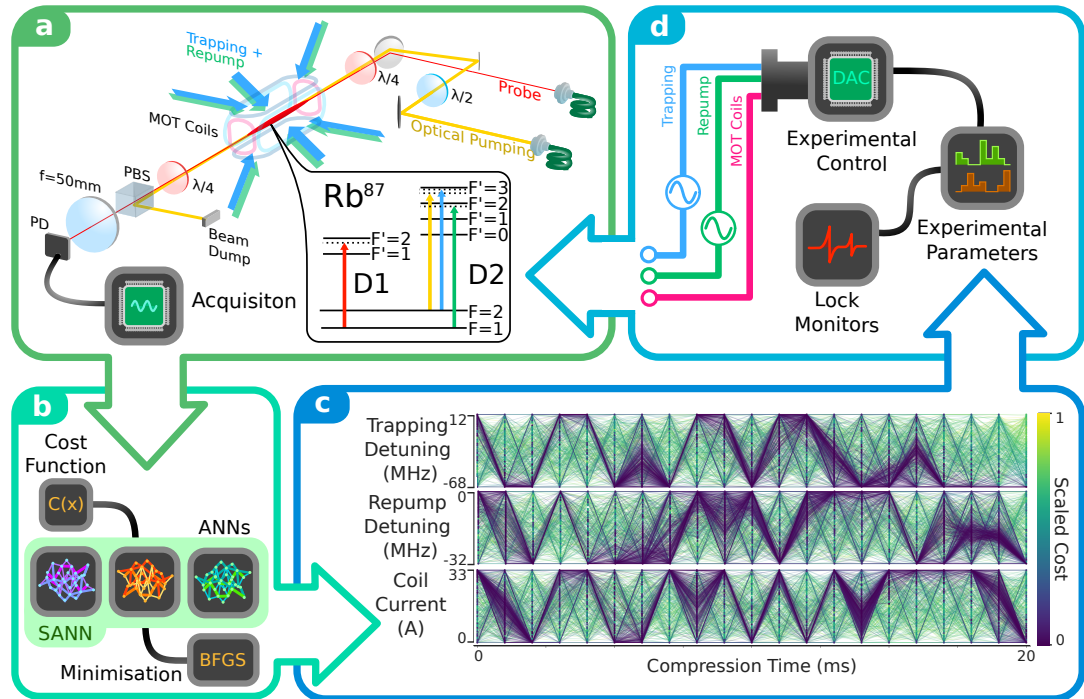 a
Trapping +
Repump
λ/4
λ/2
Probe
MOT Coils
Optical Pumping
f=50mm
PBS
λ/4
PD
Beam
Dump
Acquisiton
Rb87
F'=3
F'=2
F'=1
F'=0
F'=2
F'=1
D1
D2
F=2
F=1
d
Trapping
Repump
MOT Coils
DAC
Experimental
Control
Experimental
Parameters
Lock
Monitors
b
Cost
Function
C(x)
ANNs
SANN
Minimisation
BFGS
c
Trapping
Detuning
(MHz)
12
-68
Repump
Detuning
(MHz)
0
-32
Coil
Current
(A)
33
0
0
20
Compression Time (ms)
1
0
Scaled Cost